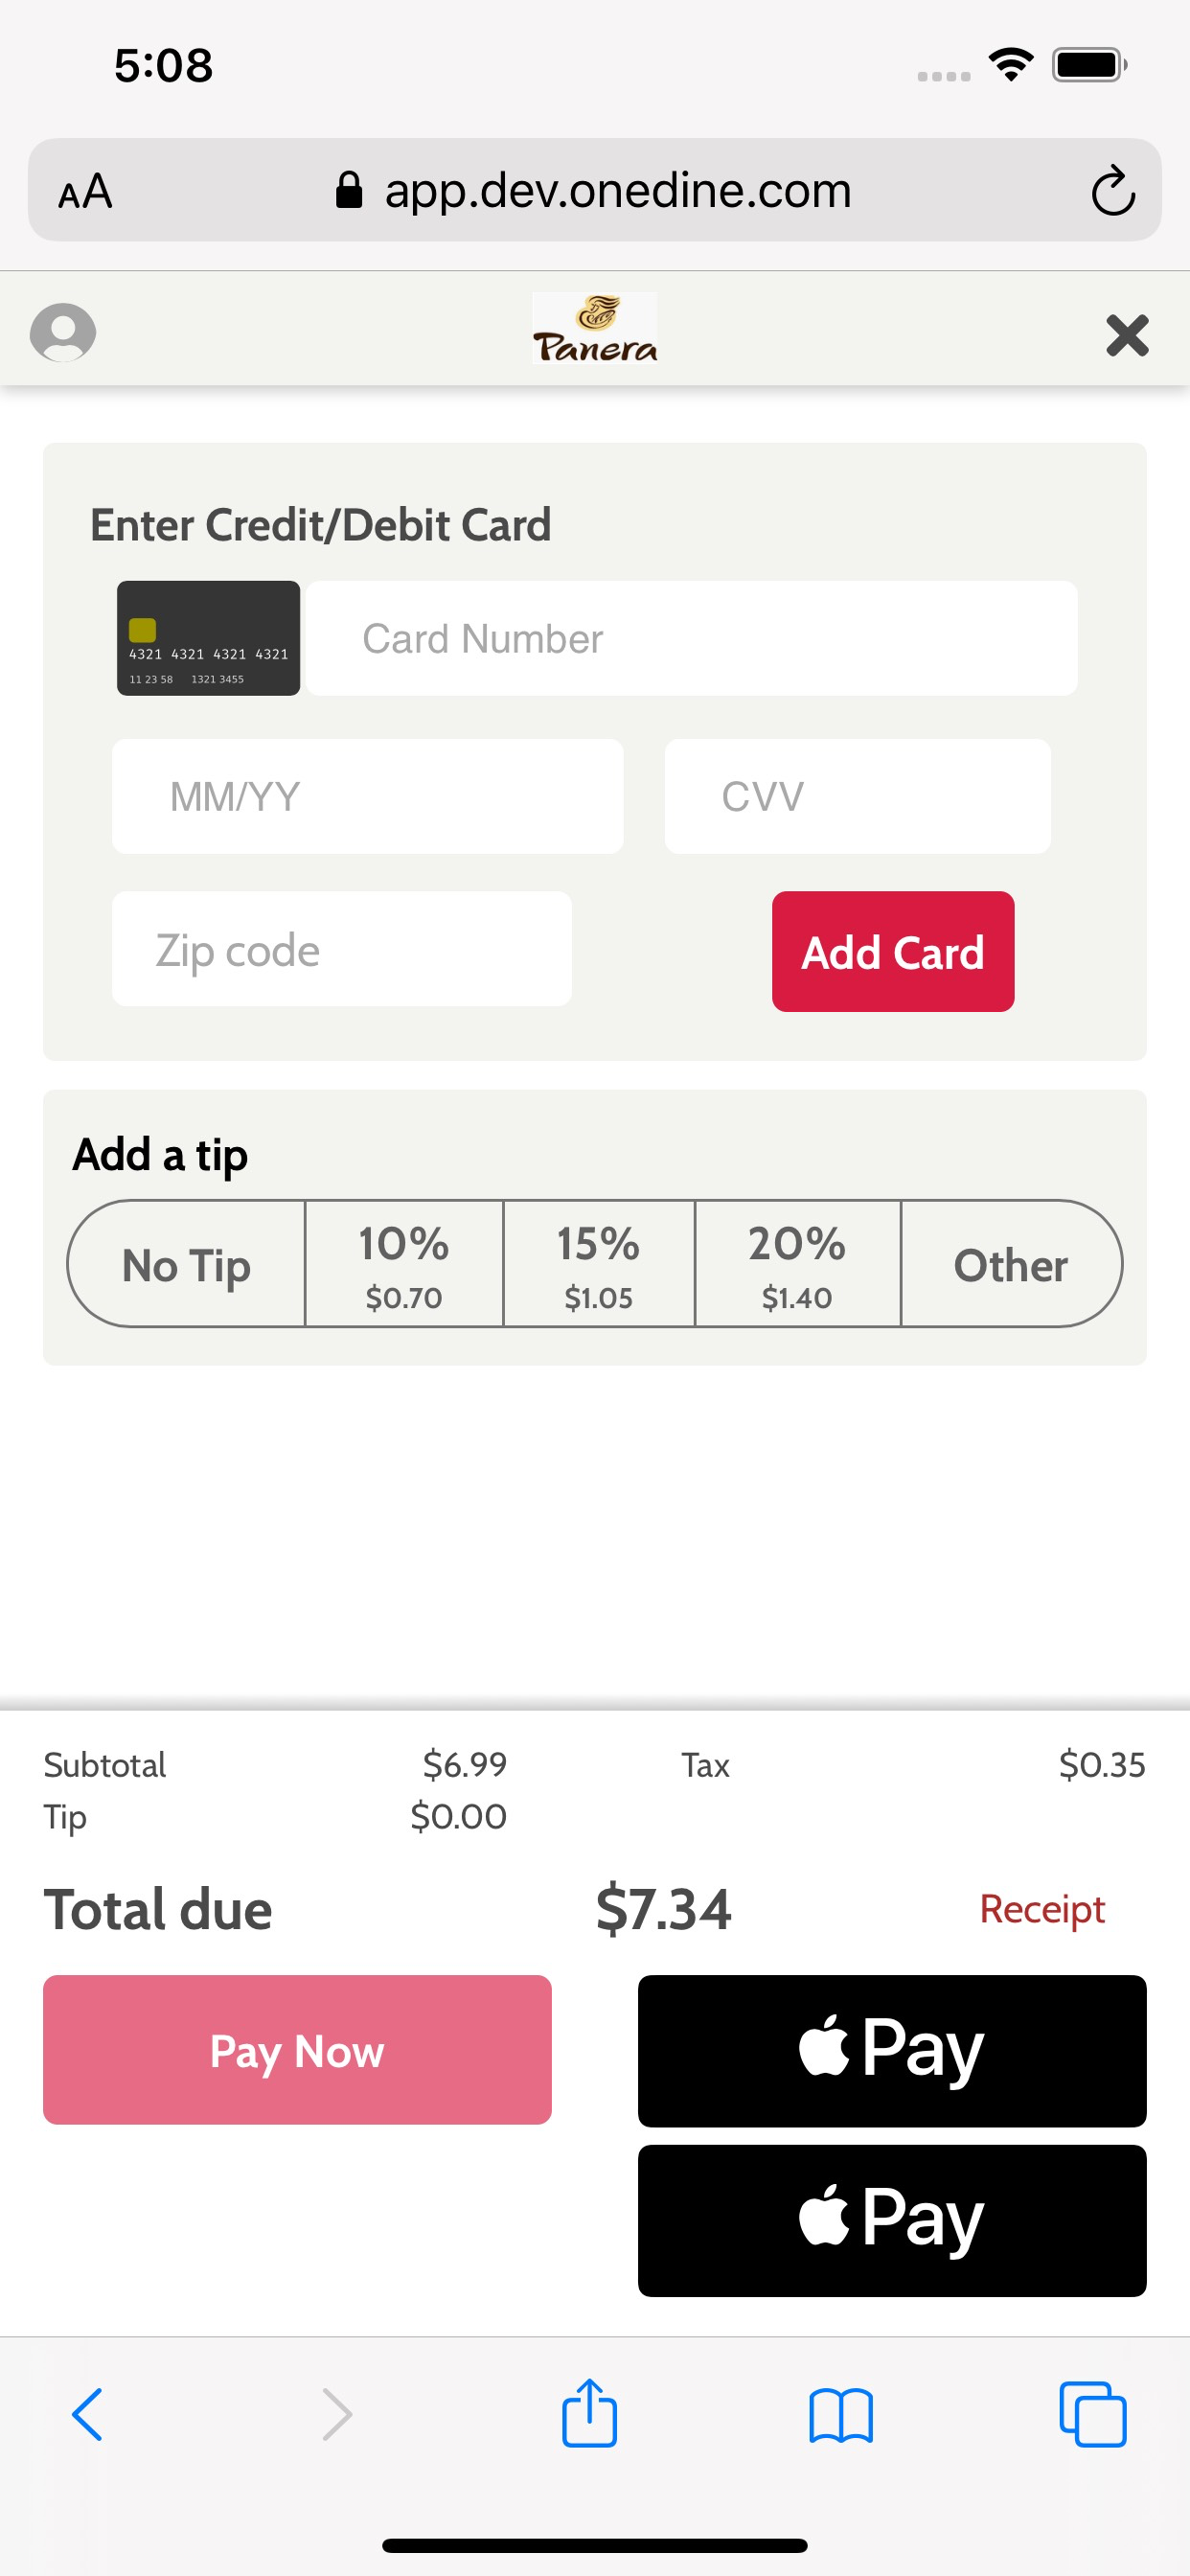 5:08
AA app.dev.onedine.com
Panera
Enter Credit/Debit Card
4321 4321 4321 4321
11 23 58 1321 3455
Card Number
MM/YY CVV
Zip code Add Card
Add a tip
No Tip 10% 15% 20% Other
$0.70 $1.05 $1.40
Subtotal $6.99 Tax $0.35
Tip $0.00
Total due $7.34 Receipt
Pay Now Pay
Pay